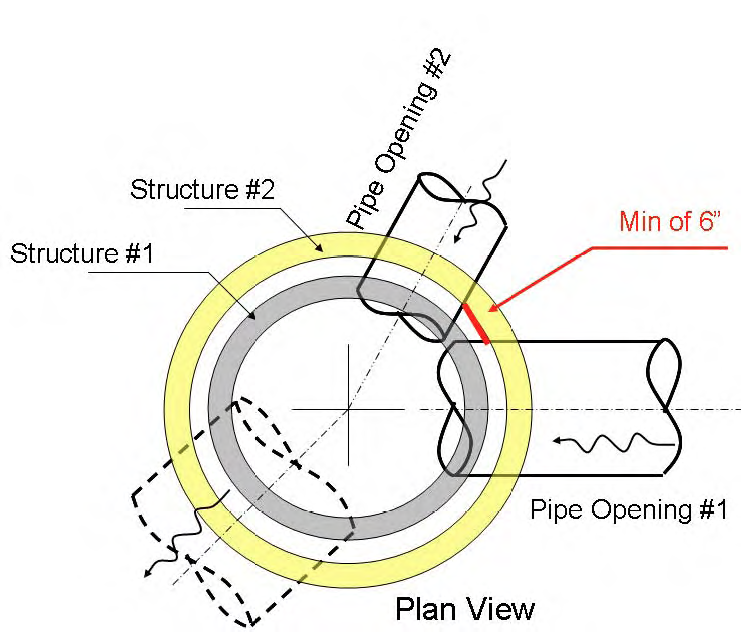 Pipe Opening #2
Structure #2
Min of 6”
Structure #1
Pipe Opening #1
Plan View